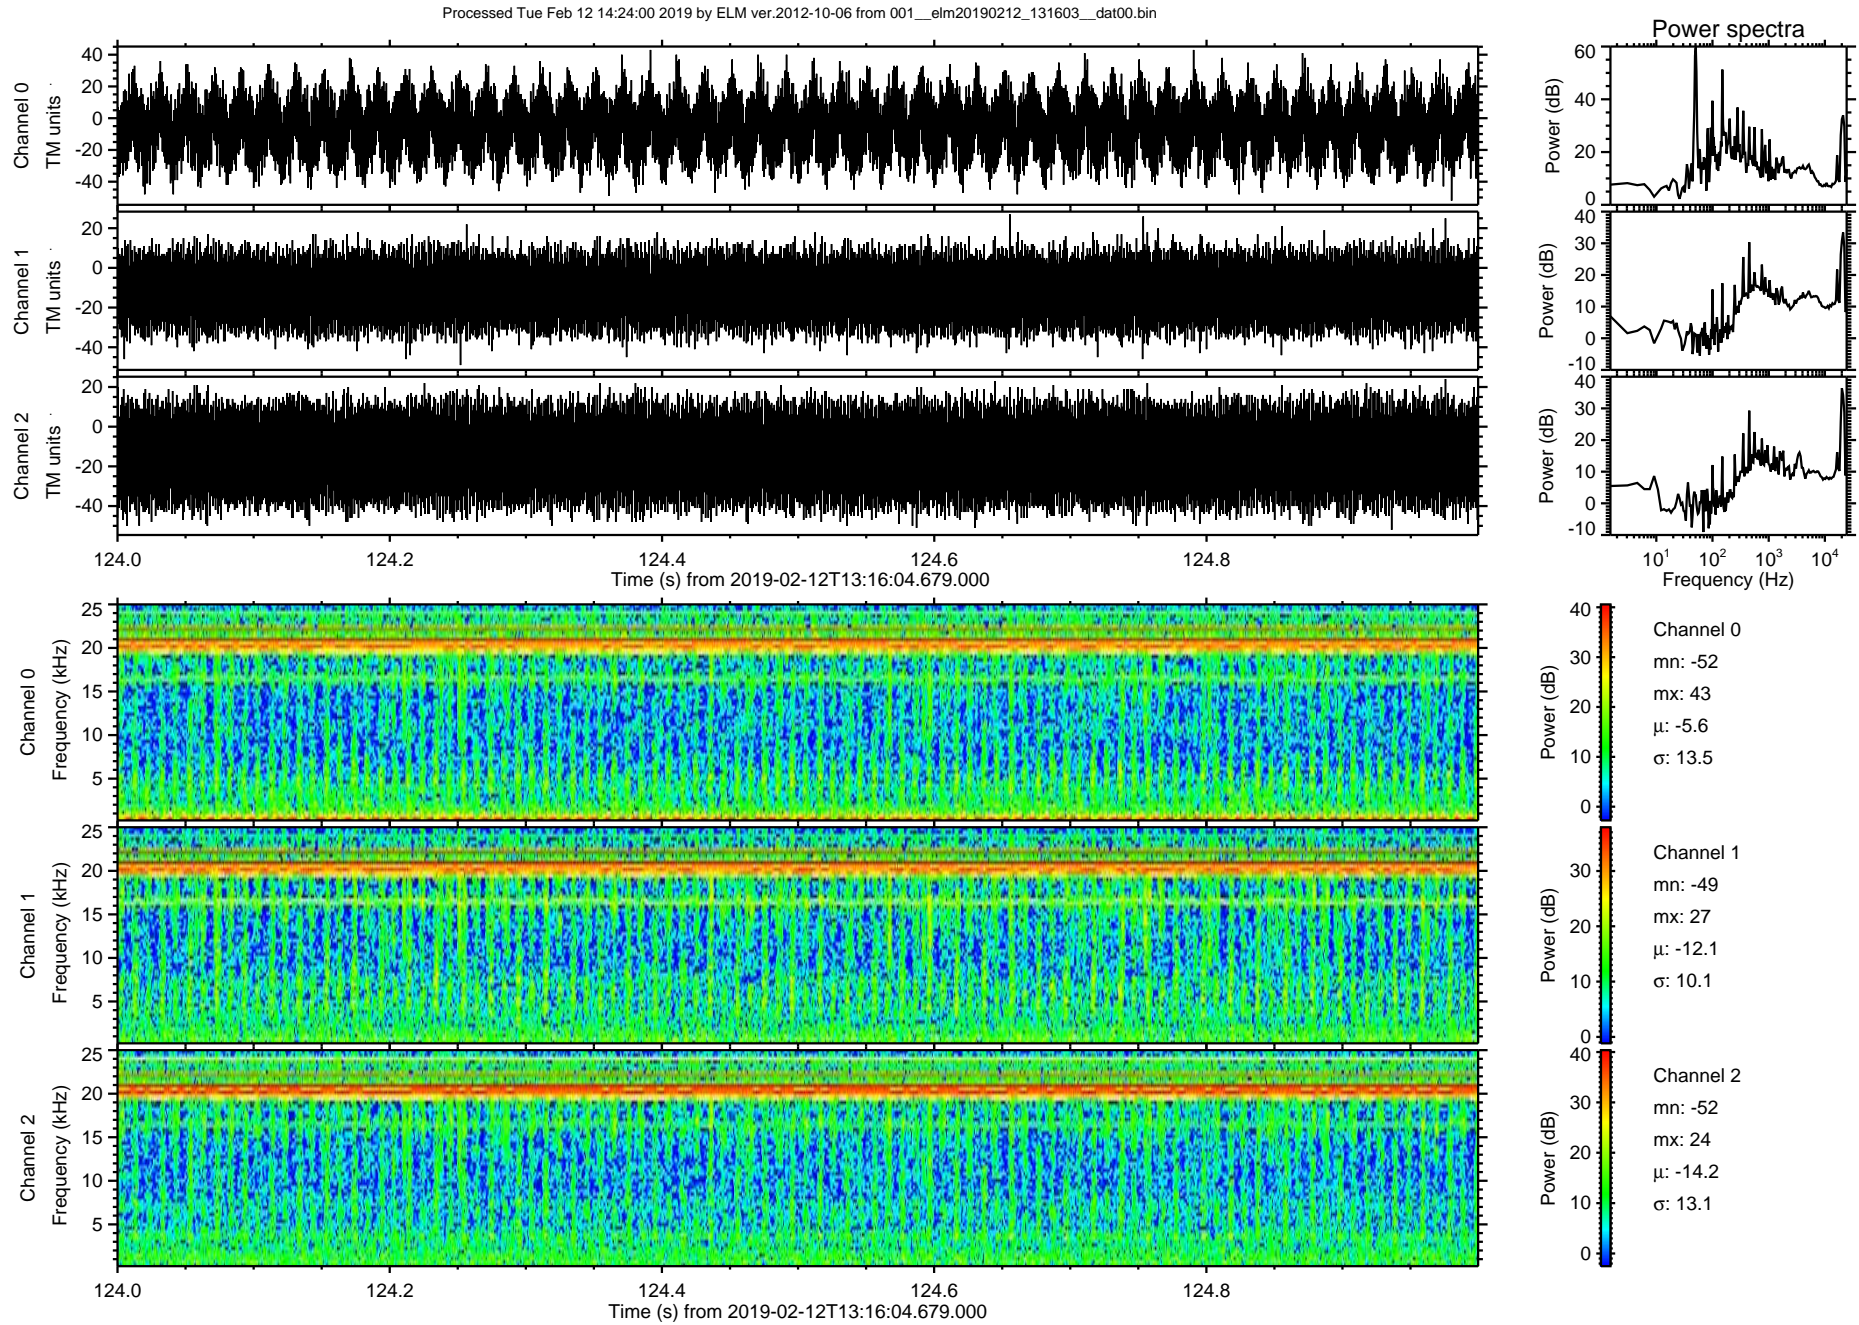 Processed Tue Feb 12 14:24:00 2019 by ELM ver.2012-10-06 from 001__elm20190212_131603__dat00.bin
Power spectra
Channel 0
TM units
40
20
0
-20
-40
Power (dB)
60
40
20
0
Channel 1
TM units
20
0
-20
-40
Power (dB)
40
30
20
10
0
-10
Channel 2
TM units
20
0
-20
-40
Power (dB)
40
30
20
10
0
-10
124.0 124.2 124.4 124.6 124.8
Time (s) from 2019-02-12T13:16:04.679.000
10¹ 10² 10³ 10⁴
Frequency (Hz)
Channel 0
Frequency (kHz)
25
20
15
10
5
Power (dB)
40
30
20
10
0
Channel 0
mn: -52
mx: 43
μ: -5.6
σ: 13.5
Channel 1
Frequency (kHz)
25
20
15
10
5
Power (dB)
30
20
10
0
Channel 1
mn: -49
mx: 27
μ: -12.1
σ: 10.1
Channel 2
Frequency (kHz)
25
20
15
10
5
Power (dB)
40
30
20
10
0
Channel 2
mn: -52
mx: 24
μ: -14.2
σ: 13.1
124.0 124.2 124.4 124.6 124.8
Time (s) from 2019-02-12T13:16:04.679.000